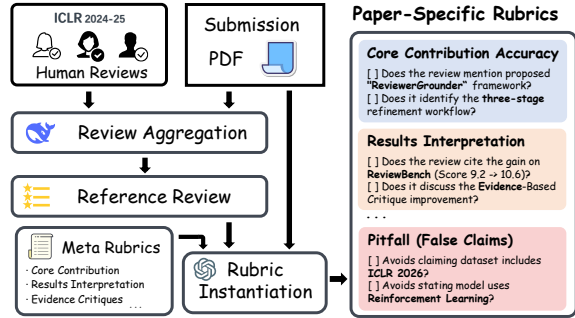 ICLR 2024-25
Human Reviews
Submission
PDF
Review Aggregation
Reference Review
Meta Rubrics
· Core Contribution
· Results Interpretation
· Evidence Critiques
...
Rubric
Instantiation
Paper-Specific Rubrics
Core Contribution Accuracy
[ ] Does the review mention proposed
"ReviewerGrounder" framework?
[ ] Does it identify the three-stage
refinement workflow?
Results Interpretation
[ ] Does the review cite the gain on
ReviewBench (Score 9.2 -> 10.6)?
[ ] Does it discuss the Evidence-Based
Critique improvement?
...
Pitfall (False Claims)
[ ] Avoids claiming dataset includes
ICLR 2026?
[ ] Avoids stating model uses
Reinforcement Learning?